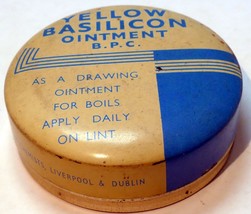 YELLOW
BASILICON
OINTMENT
B.P.C.
AS A DRAWING
OINTMENT
FOR BOILS
APPLY DAILY
ON LINT
LIVERPOOL & DUBLIN